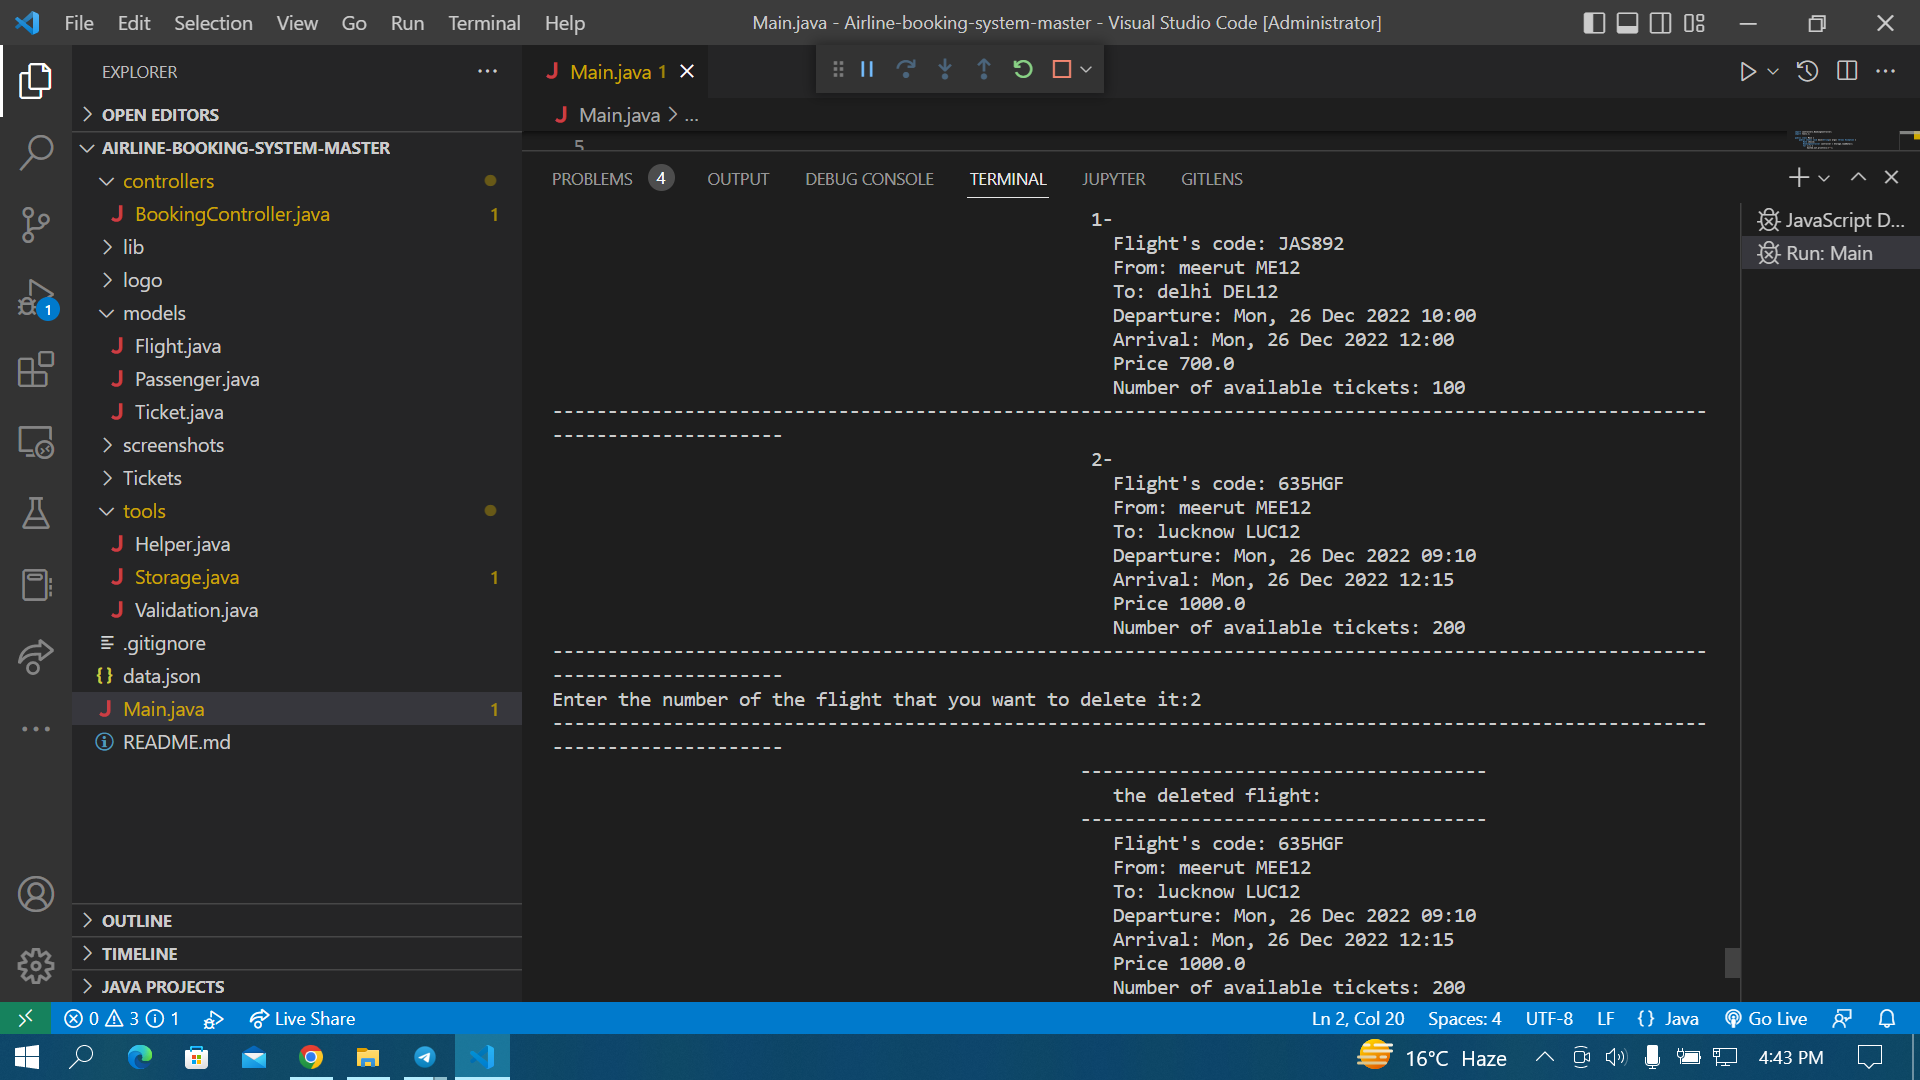 File Edit Selection View Go Run Terminal Help
Main.java - Airline-booking-system-master - Visual Studio Code [Administrator]
EXPLORER
OPEN EDITORS
AIRLINE-BOOKING-SYSTEM-MASTER
controllers
BookingController.java 1
lib
logo
models
Flight.java
Passenger.java
Ticket.java
screenshots
Tickets
tools
Helper.java
Storage.java 1
Validation.java
.gitignore
{} data.json
Main.java 1
README.md
OUTLINE
TIMELINE
JAVA PROJECTS
1
Main.java 1
Main.java > ...
5
PROBLEMS 4 OUTPUT DEBUG CONSOLE TERMINAL JUPYTER GITLENS
JavaScript D...
Run: Main
1-
Flight's code: JAS892
From: meerut ME12
To: delhi DEL12
Departure: Mon, 26 Dec 2022 10:00
Arrival: Mon, 26 Dec 2022 12:00
Price 700.0
Number of available tickets: 100
---------------------------------------------------------------------------------------------------------
---------------------
2-
Flight's code: 635HGF
From: meerut MEE12
To: lucknow LUC12
Departure: Mon, 26 Dec 2022 09:10
Arrival: Mon, 26 Dec 2022 12:15
Price 1000.0
Number of available tickets: 200
---------------------------------------------------------------------------------------------------------
---------------------
Enter the number of the flight that you want to delete it:2
---------------------------------------------------------------------------------------------------------
---------------------
-------------------------------------
the deleted flight:
-------------------------------------
Flight's code: 635HGF
From: meerut MEE12
To: lucknow LUC12
Departure: Mon, 26 Dec 2022 09:10
Arrival: Mon, 26 Dec 2022 12:15
Price 1000.0
Number of available tickets: 200
0 3 1 Live Share Ln 2, Col 20 Spaces: 4 UTF-8 LF {} Java Go Live
16°C Haze 4:43 PM